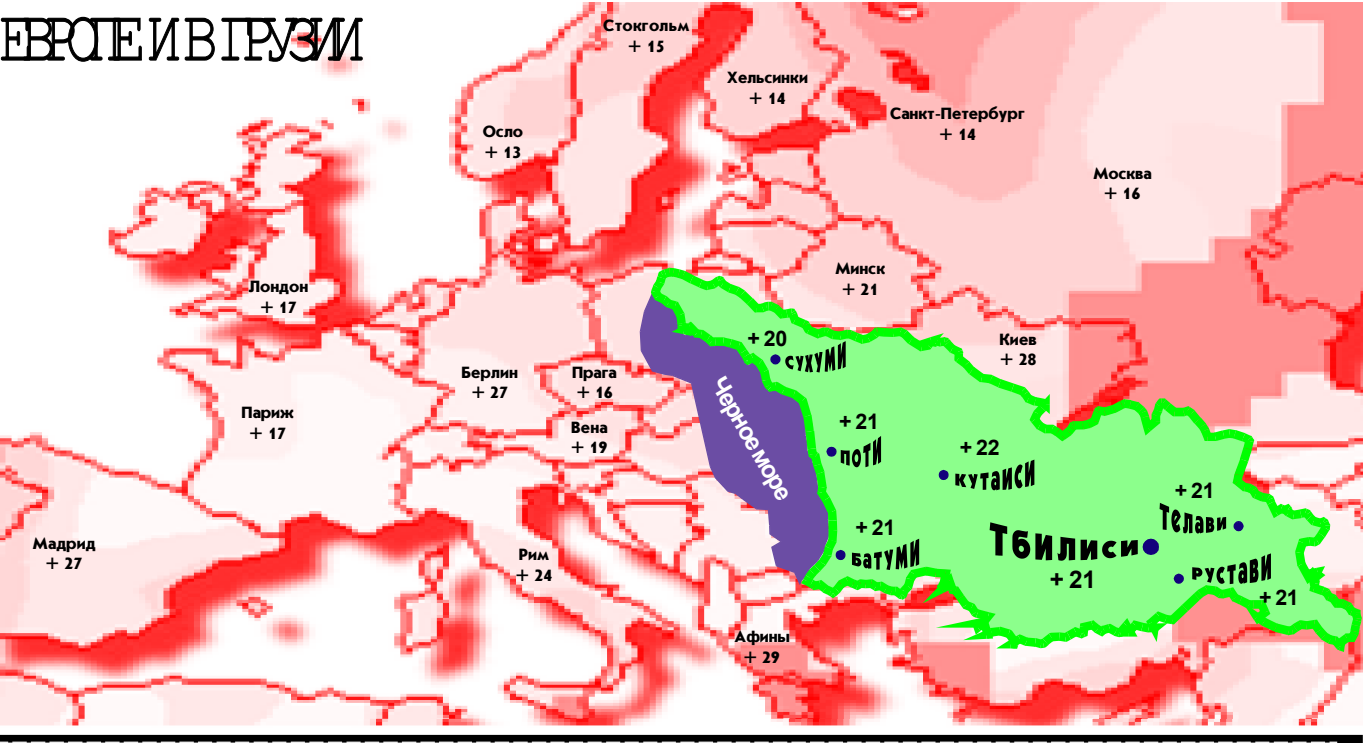 ЕВРОПЕ И В ГРУЗИИ
Стокгольм
+ 15
Хельсинки
+ 14
Санкт-Петербург
+ 14
Осло
+ 13
Москва
+ 16
Минск
+ 21
Лондон
+ 17
Киев
+ 28
+ 20
сухуми
Берлин
+ 27
Прага
+ 16
Париж
+ 17
Вена
+ 19
Черное море
+ 21
поти
+ 22
кутаиси
+ 21
Телави
Мадрид
+ 27
Рим
+ 24
+ 21
батуми
Тбилиси
+ 21
рустави
+ 21
Афины
+ 29